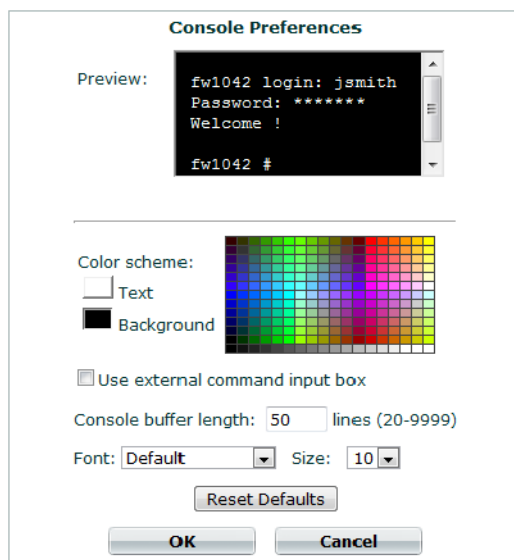 Console Preferences
Preview:
fw1042 login: jsmith
Password: *******
Welcome !
fw1042 #
Color scheme:
Text
Background
Use external command input box
Console buffer length: 50 lines (20-9999)
Font: Default Size: 10
Reset Defaults
OK Cancel